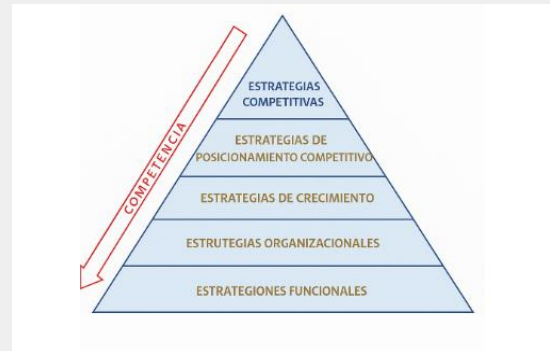 ESTRATEGIAS
COMPETITIVAS
ESTRATEGIAS DE
POSICIONAMIENTO COMPETITIVO
ESTRATEGIAS DE CRECIMIENTO
ESTRUTEGIAS ORGANIZACIONALES
ESTRATEGIONES FUNCIONALES
COMPETENCIA